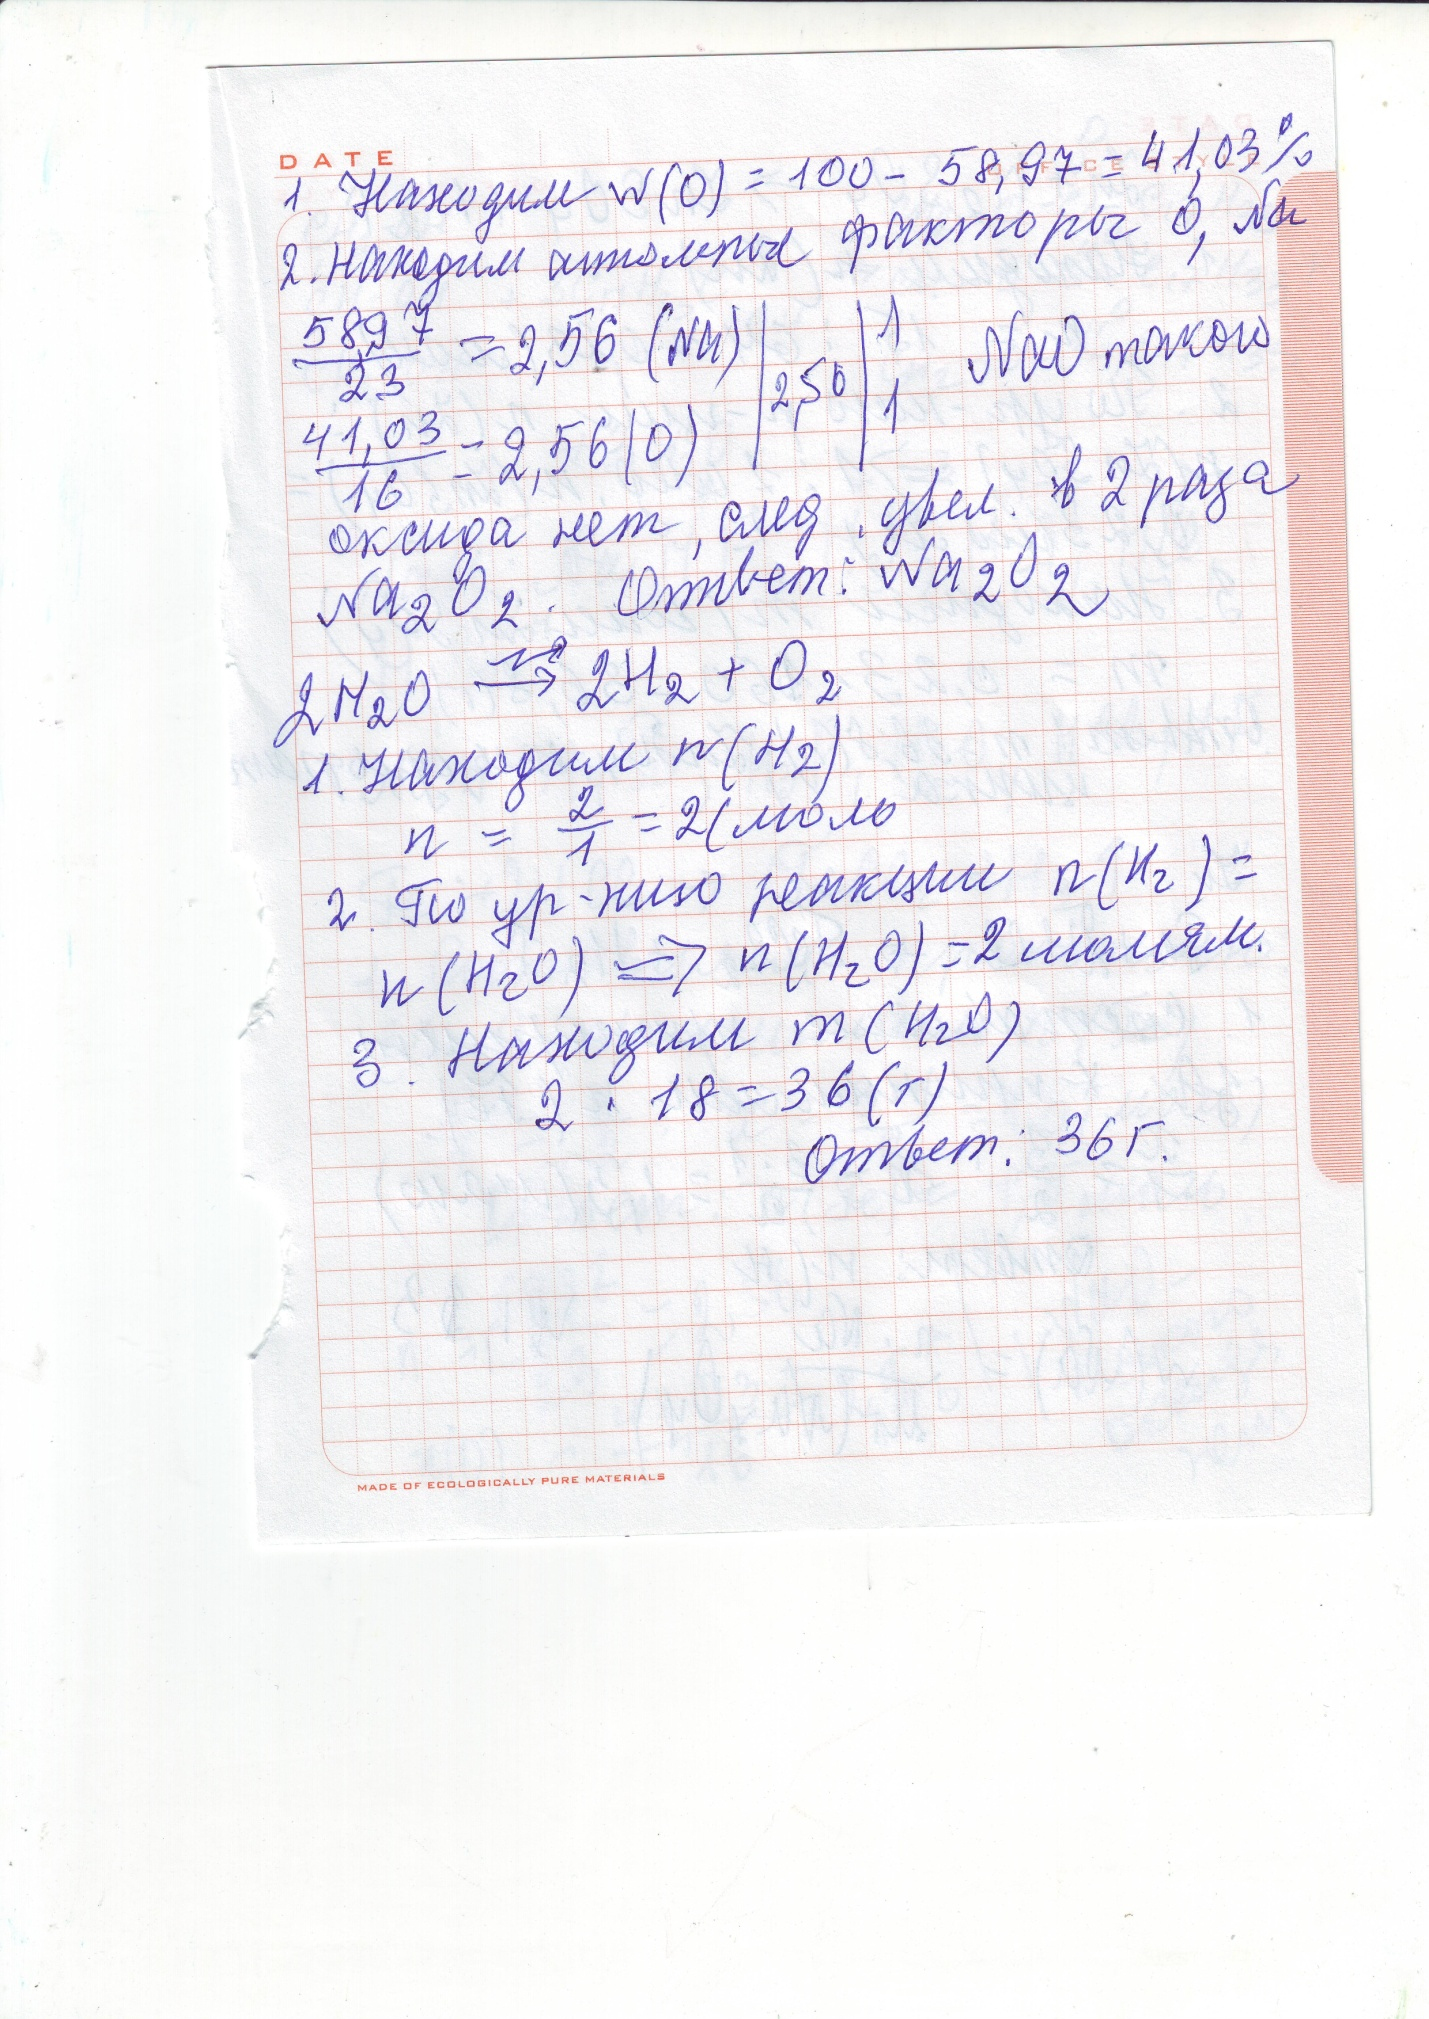 DATE
1. Находим w(O) = 100 - 58,97 = 41,03%
2. Находим атомные факторы O, Na
58,97/23 = 2,56 (Na) | 2,56 | 1 NaO такого
41,03/16 = 2,56 (O) 1
оксида нет, след. увел. в 2 раза
Na2O2. Ответ: Na2O2
2H2O → 2H2 + O2
1. Находим n(H2)
n = 2/1 = 2(моль
2. По ур-нию реакции n(H2) =
n(H2O) => n(H2O) = 2 молям.
3. Находим m(H2O)
2 · 18 = 36 (г)
Ответ: 36 г.
MADE OF ECOLOGICALLY PURE MATERIALS